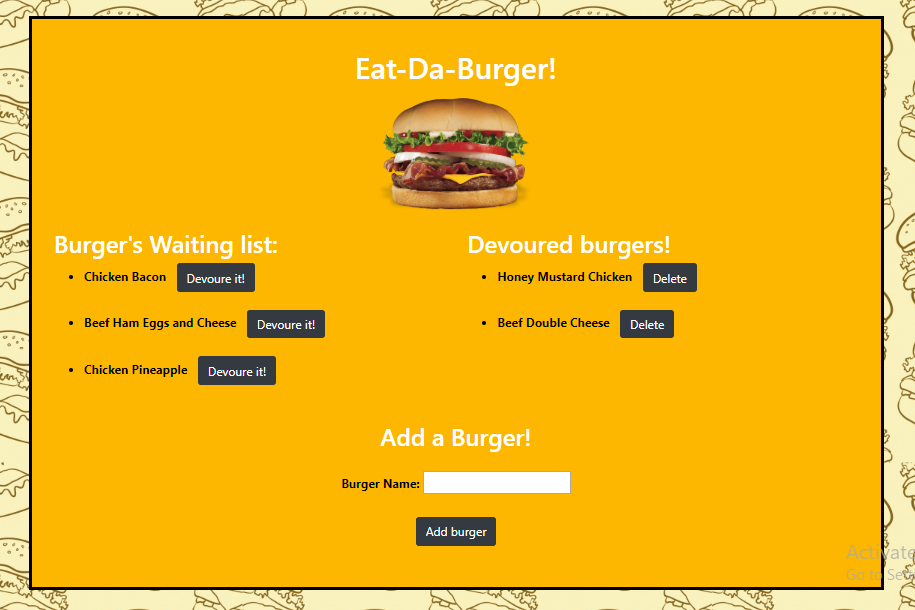 Eat-Da-Burger!
Burger's Waiting list:
Chicken Bacon Devoure it!
Beef Ham Eggs and Cheese Devoure it!
Chicken Pineapple Devoure it!
Devoured burgers!
Honey Mustard Chicken Delete
Beef Double Cheese Delete
Add a Burger!
Burger Name:
Add burger
Activate
Go to